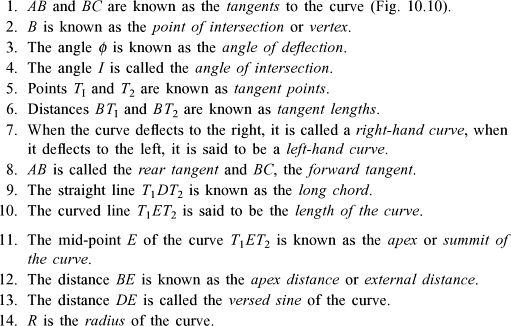 1. AB and BC are known as the tangents to the curve (Fig. 10.10).
2. B is known as the point of intersection or vertex.
3. The angle ϕ is known as the angle of deflection.
4. The angle I is called the angle of intersection.
5. Points T₁ and T₂ are known as tangent points.
6. Distances BT₁ and BT₂ are known as tangent lengths.
7. When the curve deflects to the right, it is called a right-hand curve, when
it deflects to the left, it is said to be a left-hand curve.
8. AB is called the rear tangent and BC, the forward tangent.
9. The straight line T₁DT₂ is known as the long chord.
10. The curved line T₁ET₂ is said to be the length of the curve.
11. The mid-point E of the curve T₁ET₂ is known as the apex or summit of
the curve.
12. The distance BE is known as the apex distance or external distance.
13. The distance DE is called the versed sine of the curve.
14. R is the radius of the curve.